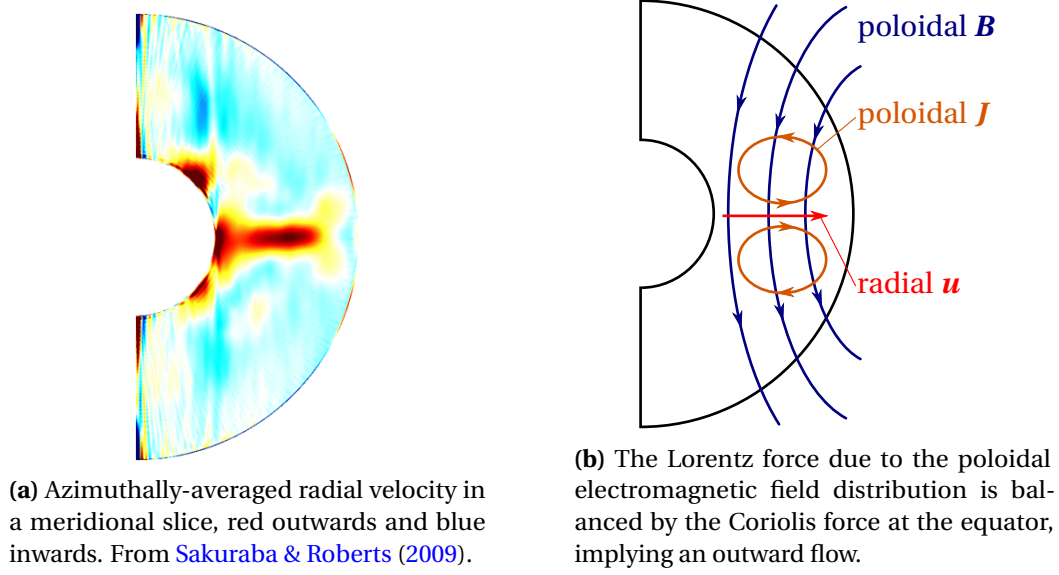 poloidal B
poloidal J
radial u
(a) Azimuthally-averaged radial velocity in
a meridional slice, red outwards and blue
inwards. From Sakuraba & Roberts (2009).
(b) The Lorentz force due to the poloidal
electromagnetic field distribution is bal-
anced by the Coriolis force at the equator,
implying an outward flow.